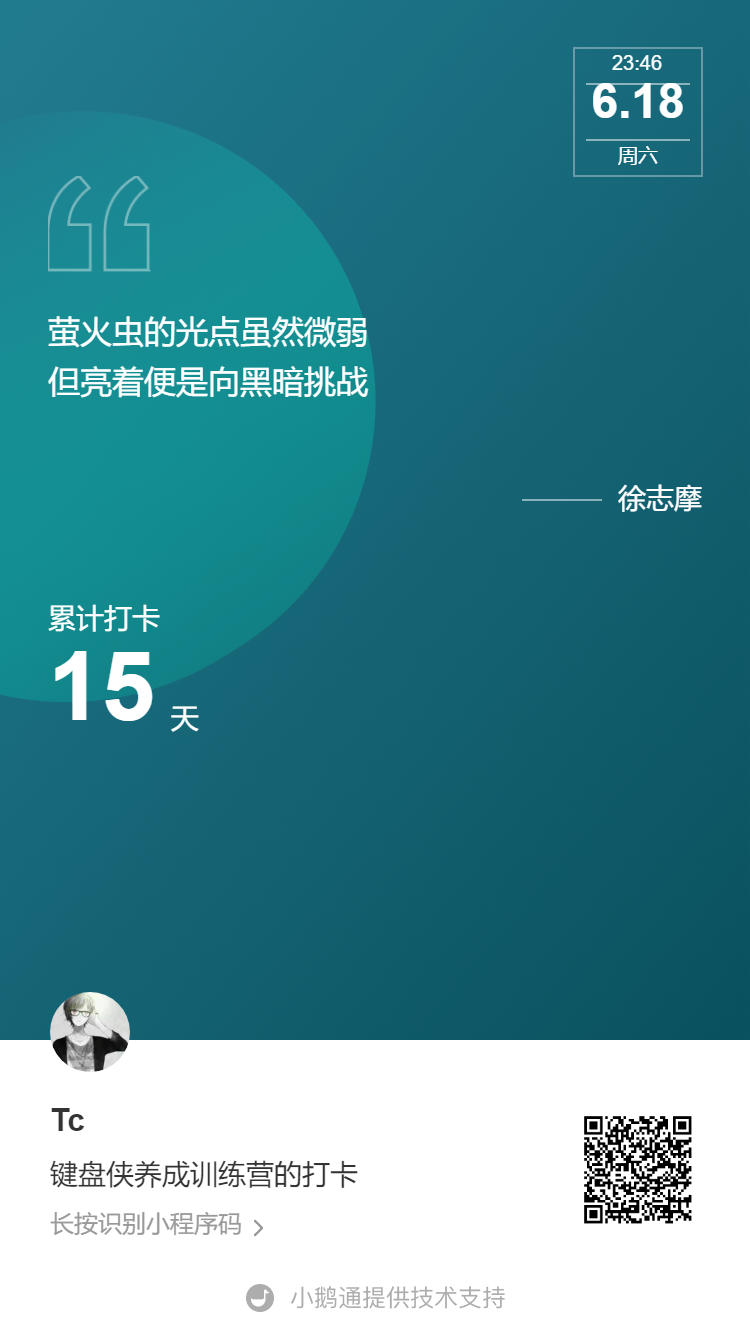 23:46
6.18
周六
萤火虫的光点虽然微弱
但亮着便是向黑暗挑战
徐志摩
累计打卡
15 天
Tc
键盘侠养成训练营的打卡
长按识别小程序码
小鹅通提供技术支持